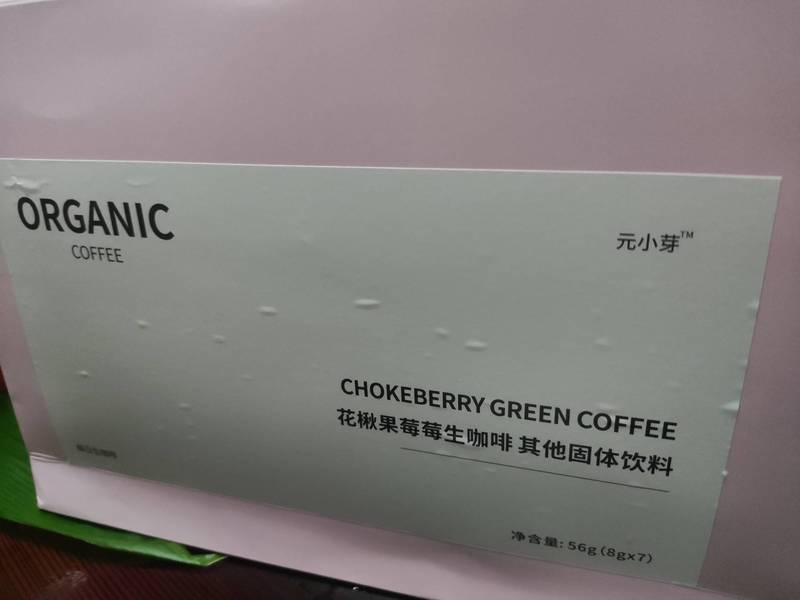 ORGANIC
COFFEE
元小芽™
CHOKEBERRY GREEN COFFEE
花楸果莓莓生咖啡 其他固体饮料
净含量: 56g (8g×7)